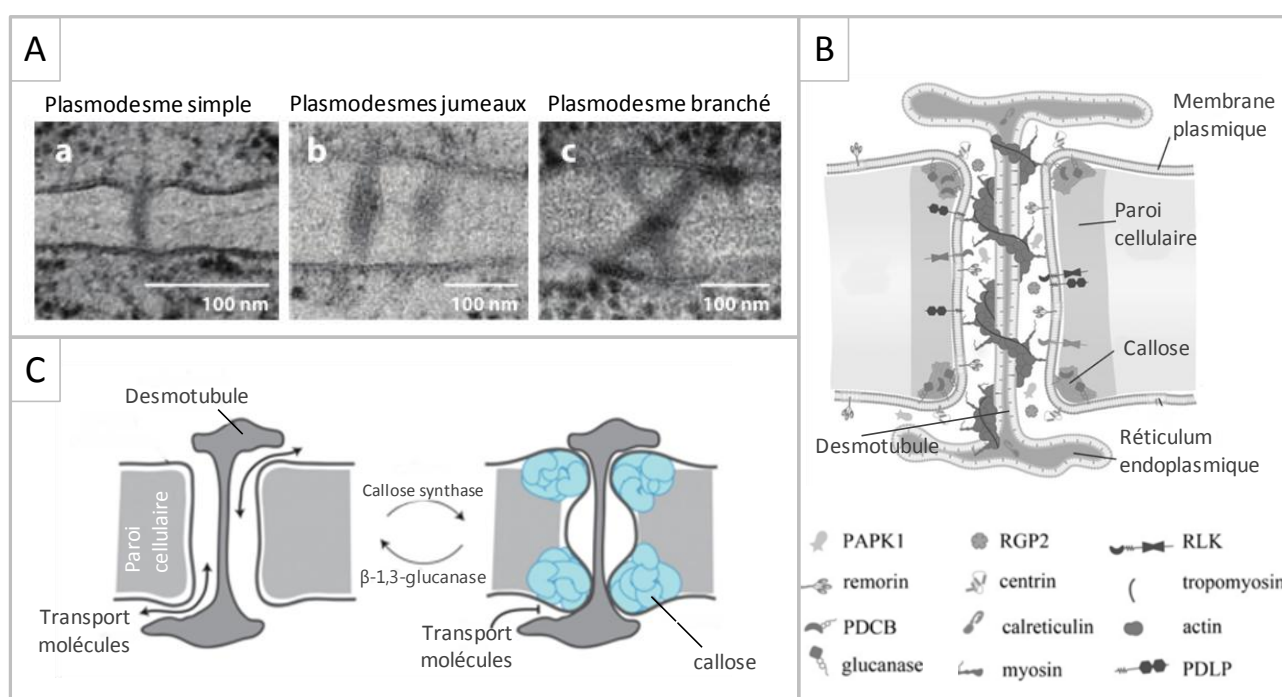 A
Plasmodesme simple
Plasmodesmes jumeaux
Plasmodesme branché
a
100 nm
b
100 nm
c
100 nm
B
Membrane
plasmique
Paroi
cellulaire
Callose
Desmotubule
Réticulum
endoplasmique
PAPK1
RGP2
RLK
remorin
centrin
tropomyosin
PDCB
calreticulin
actin
glucanase
myosin
PDLP
C
Desmotubule
Paroi
cellulaire
Transport
molécules
Callose synthase
β-1,3-glucanase
Transport
molécules
callose